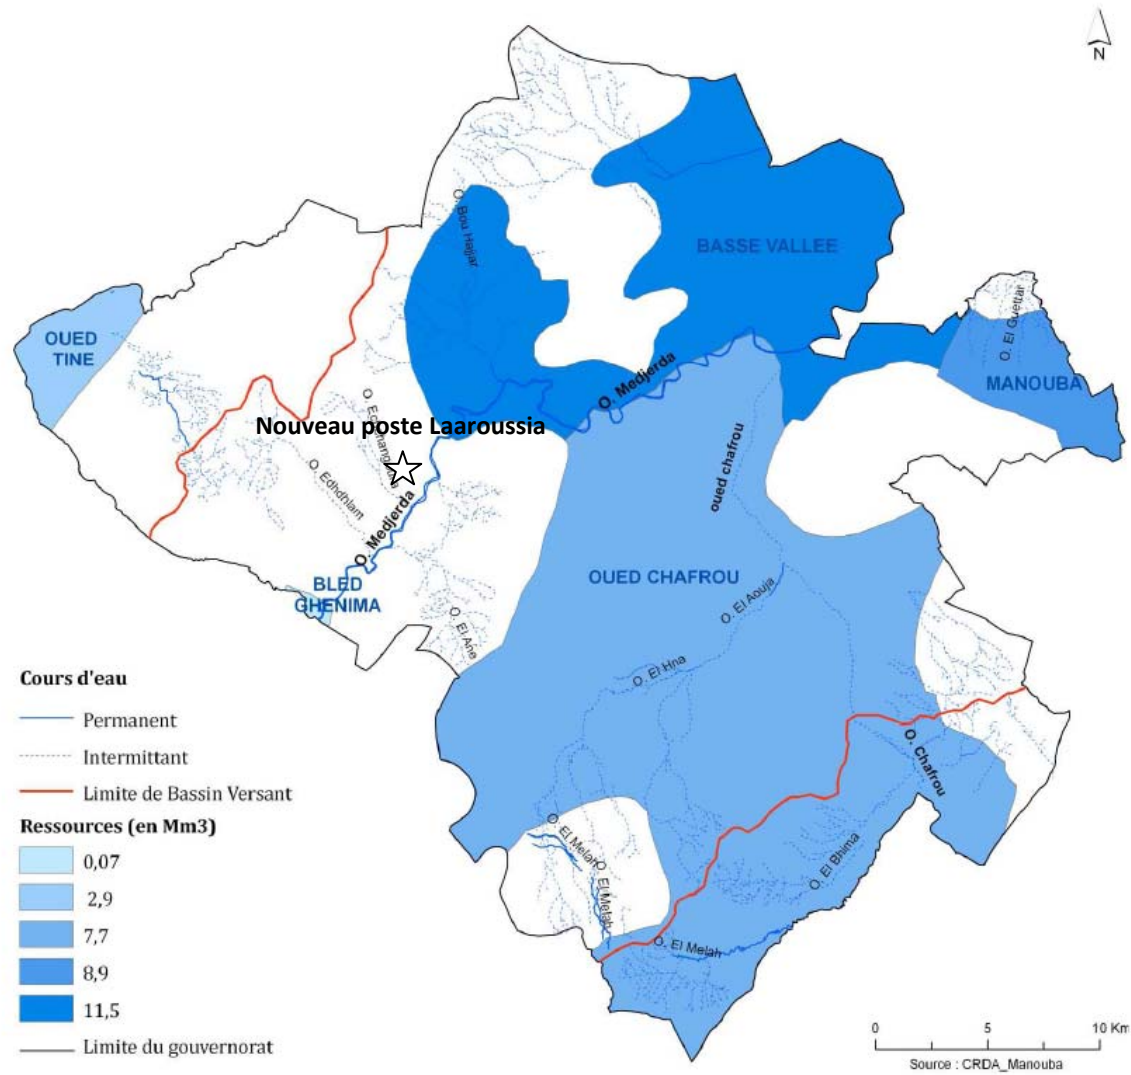 N
O. Bou Hajjar
BASSE VALLEE
O. El Guettar
OUED
TINE
MANOUBA
O. Medjerda
Nouveau poste Laaroussia
oued chafrou
O. Edhdhlam
O. Medjerda
OUED CHAFROU
BLED
GHENIMA
O. El Aouja
O. El Ane
O. El Hna
Cours d'eau
Permanent
Intermittant
Limite de Bassin Versant
O. Chafrou
Ressources (en Mm3)
O. El Melah
O. El Melah
O. El Bhima
0,07
2,9
7,7
O. El Melah
8,9
11,5
0 5 10 Km
Limite du gouvernorat
Source : CRDA_Manouba